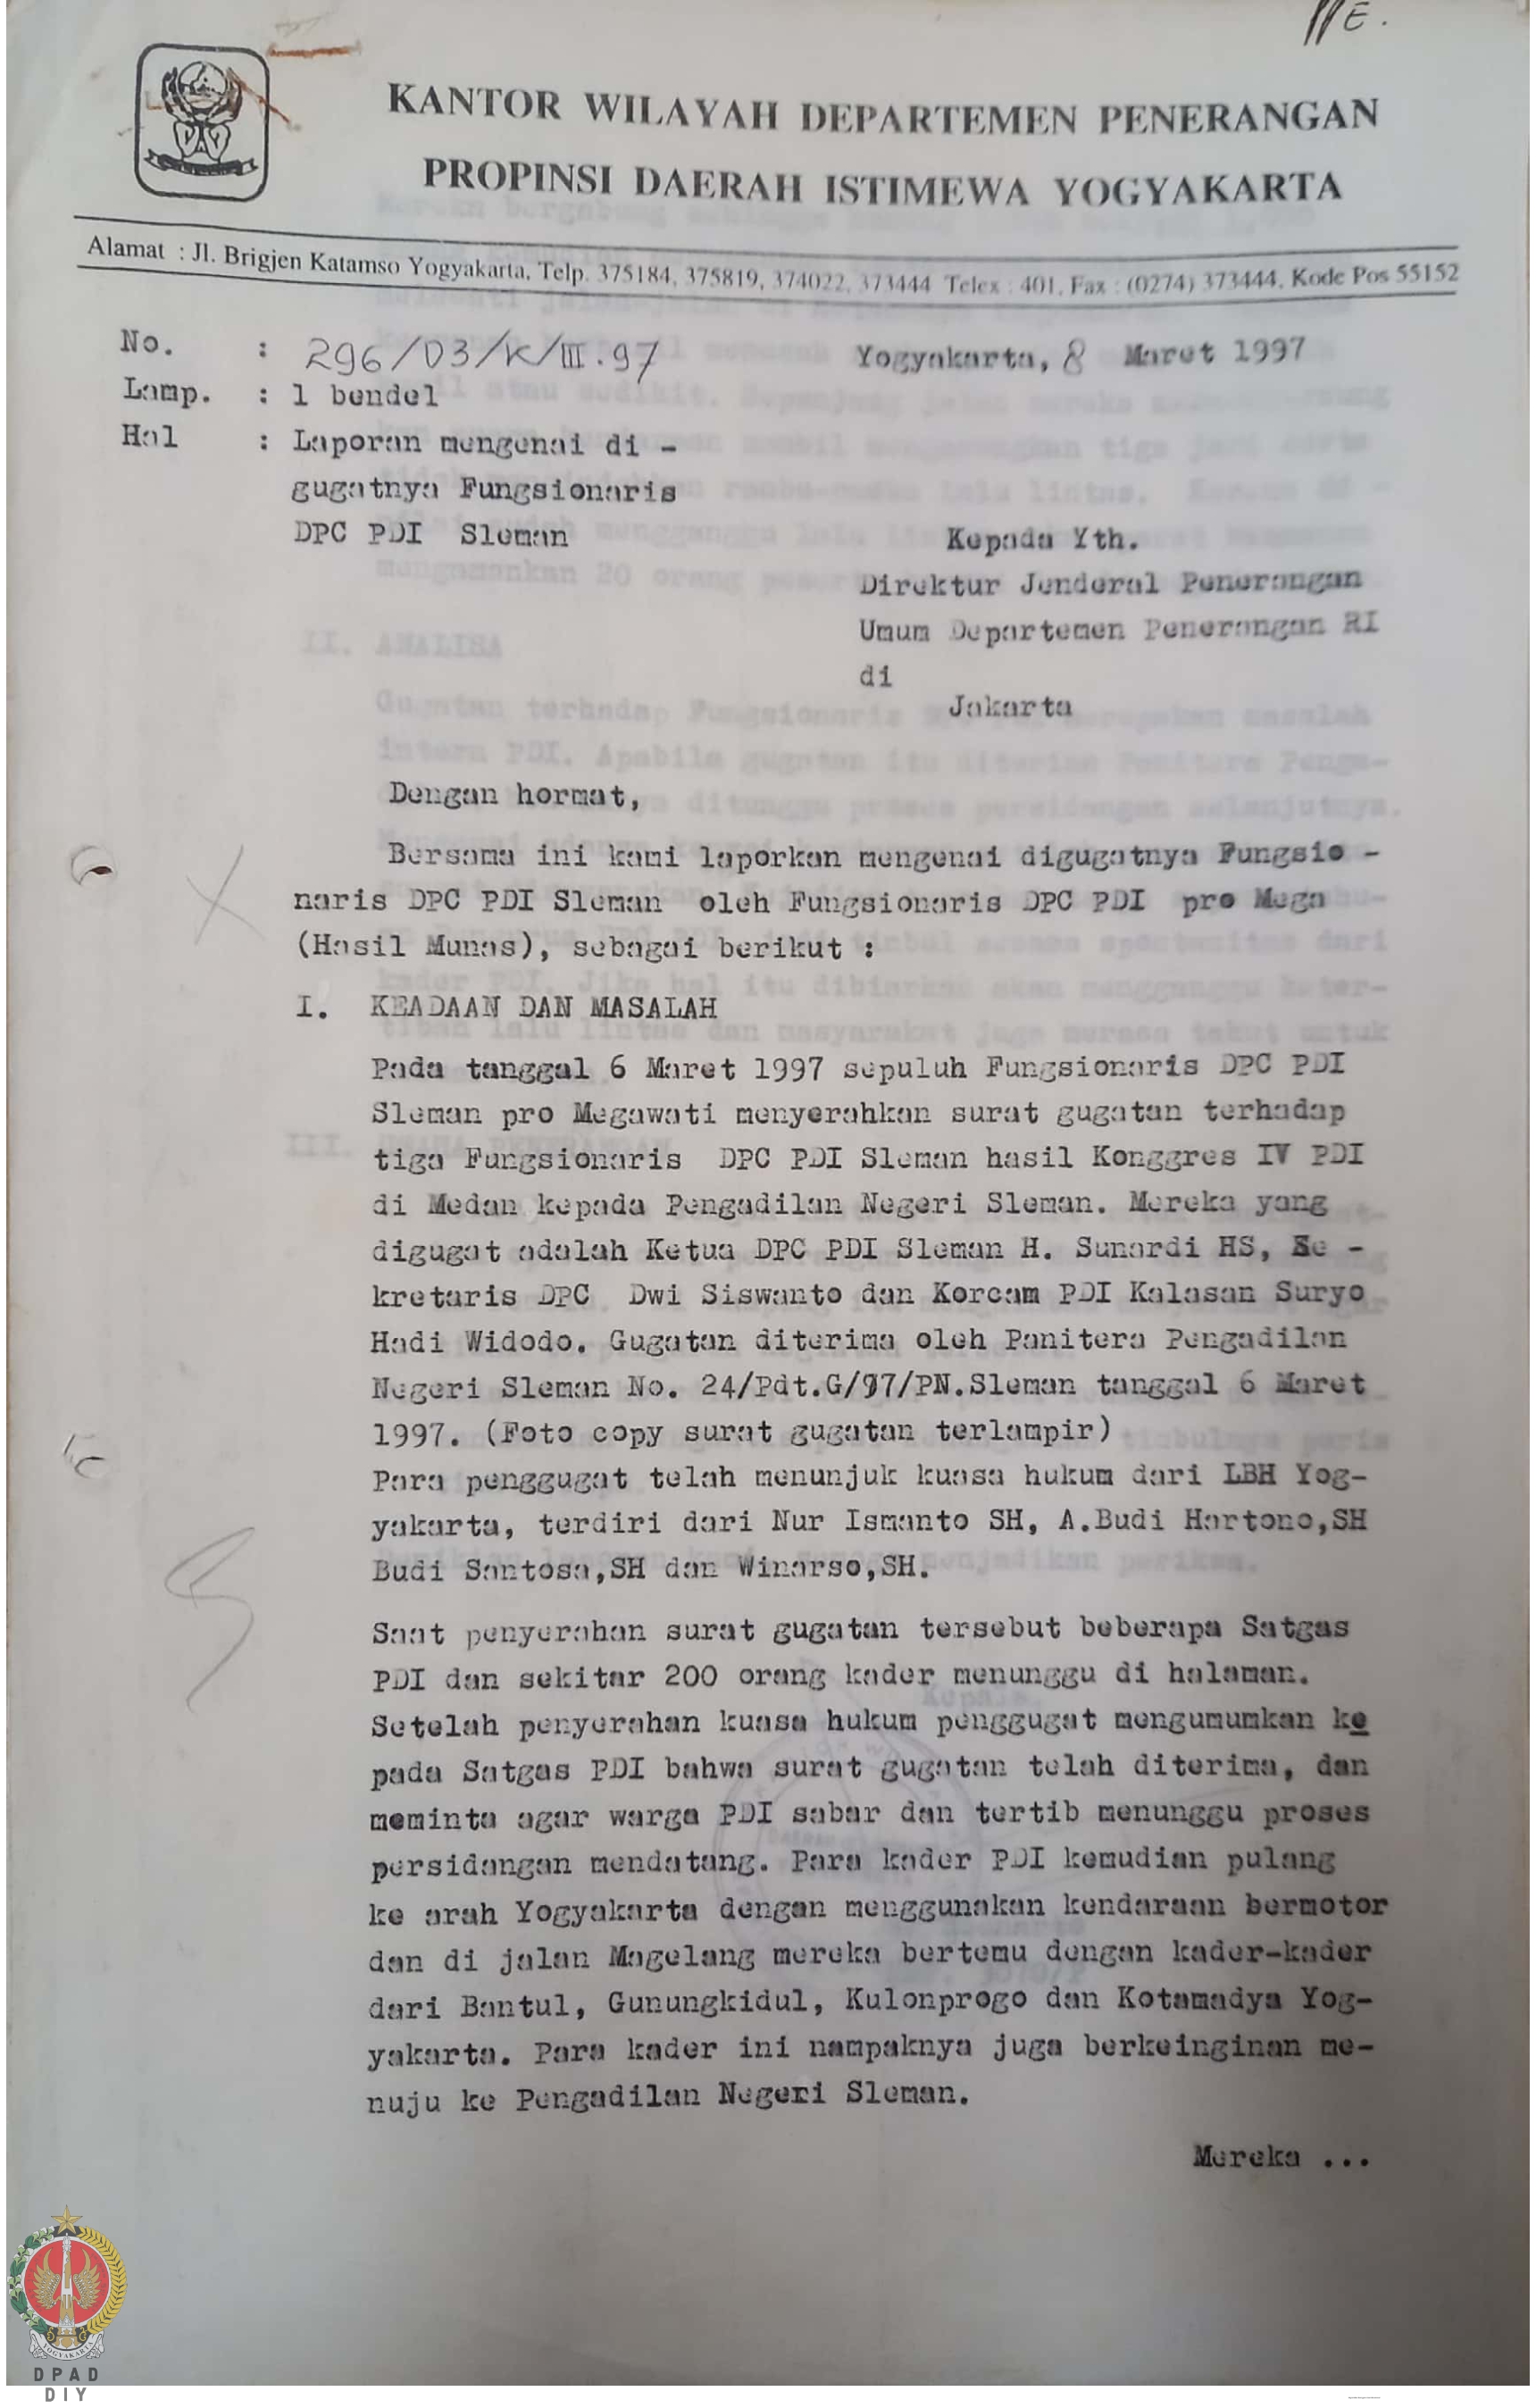 KANTOR WILAYAH DEPARTEMEN PENERANGAN
PROPINSI DAERAH ISTIMEWA YOGYAKARTA
Alamat : Jl. Brigjen Katamso Yogyakarta, Telp. 375184, 375819, 374022, 373444 Telex : 401, Fax : (0274) 373444, Kode Pos 55152
No. : 296/03/K/III.97 Yogyakarta, 8 Maret 1997
Lamp. : 1 bendel
Hal : Laporan mengenai di -
gugatnya Fungsionaris
DPC PDI Sleman
Kepada Yth.
Direktur Jenderal Penerangan
Umum Departemen Penerangan RI
di
Jakarta
Dengan hormat,
Bersama ini kami laporkan mengenai digugatnya Fungsio -
naris DPC PDI Sleman oleh Fungsionaris DPC PDI pro Mega
(Hasil Munas), sebagai berikut :
I. KEADAAN DAN MASALAH
Pada tanggal 6 Maret 1997 sepuluh Fungsionaris DPC PDI
Sleman pro Megawati menyerahkan surat gugatan terhadap
tiga Fungsionaris DPC PDI Sleman hasil Konggres IV PDI
di Medan kepada Pengadilan Negeri Sleman. Mereka yang
digugat adalah Ketua DPC PDI Sleman H. Sunardi HS, Se -
kretaris DPC Dwi Siswanto dan Korcam PDI Kalasan Suryo
Hadi Widodo. Gugatan diterima oleh Panitera Pengadilan
Negeri Sleman No. 24/Pdt.G/97/PN.Sleman tanggal 6 Maret
1997. (Foto copy surat gugatan terlampir)
Para penggugat telah menunjuk kuasa hukum dari LBH Yog-
yakarta, terdiri dari Nur Ismanto SH, A.Budi Hartono,SH
Budi Santosa,SH dan Winarso,SH.
Saat penyerahan surat gugatan tersebut beberapa Satgas
PDI dan sekitar 200 orang kader menunggu di halaman.
Setelah penyerahan kuasa hukum penggugat mengumumkan ke
pada Satgas PDI bahwa surat gugatan telah diterima, dan
meminta agar warga PDI sabar dan tertib menunggu proses
persidangan mendatang. Para kader PDI kemudian pulang
ke arah Yogyakarta dengan menggunakan kendaraan bermotor
dan di jalan Magelang mereka bertemu dengan kader-kader
dari Bantul, Gunungkidul, Kulonprogo dan Kotamadya Yog-
yakarta. Para kader ini nampaknya juga berkeinginan me-
nuju ke Pengadilan Negeri Sleman.
Mereka ...
YOGYAKARTA
DPAD
DIY